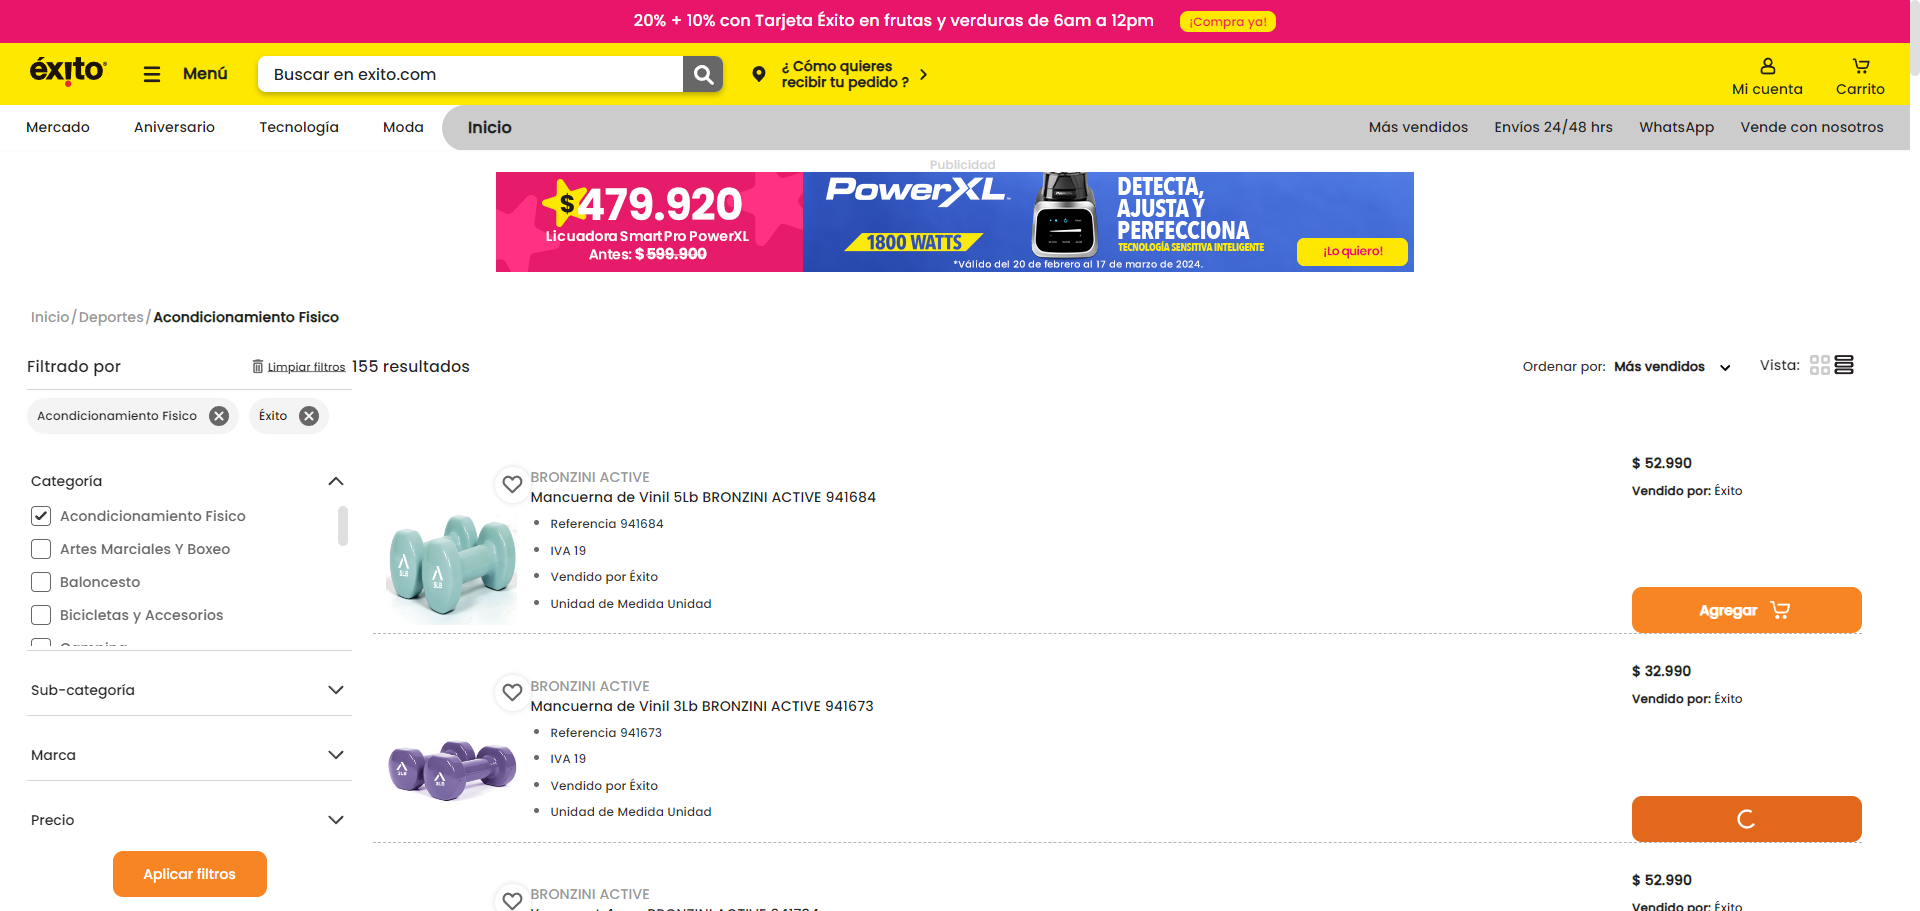 20% + 10% con Tarjeta Éxito en frutas y verduras de 6am a 12pm
¡Compra ya!
éxito
Menú
Buscar en exito.com
¿ Cómo quieres
recibir tu pedido ?
Mi cuenta
Carrito
Mercado
Aniversario
Tecnología
Moda
Inicio
Más vendidos
Envíos 24/48 hrs
WhatsApp
Vende con nosotros
Publicidad
$479.920
Licuadora Smart Pro PowerXL
Antes: $ 599.900
PowerXL
1800 WATTS
DETECTA,
AJUSTA Y
PERFECCIONA
TECNOLOGÍA SENSITIVA INTELIGENTE
*Válido del 20 de febrero al 17 de marzo de 2024.
¡Lo quiero!
Inicio/Deportes/Acondicionamiento Fisico
Filtrado por
Limpiar filtros
155 resultados
Ordenar por: Más vendidos
Vista:
Acondicionamiento Fisico
Éxito
Categoría
Acondicionamiento Fisico
Artes Marciales Y Boxeo
Baloncesto
Bicicletas y Accesorios
Sub-categoría
Marca
Precio
Aplicar filtros
BRONZINI ACTIVE
Mancuerna de Vinil 5Lb BRONZINI ACTIVE 941684
Referencia 941684
IVA 19
Vendido por Éxito
Unidad de Medida Unidad
$ 52.990
Vendido por: Éxito
Agregar
BRONZINI ACTIVE
Mancuerna de Vinil 3Lb BRONZINI ACTIVE 941673
Referencia 941673
IVA 19
Vendido por Éxito
Unidad de Medida Unidad
$ 32.990
Vendido por: Éxito
BRONZINI ACTIVE
$ 52.990
Vendido por: Éxito